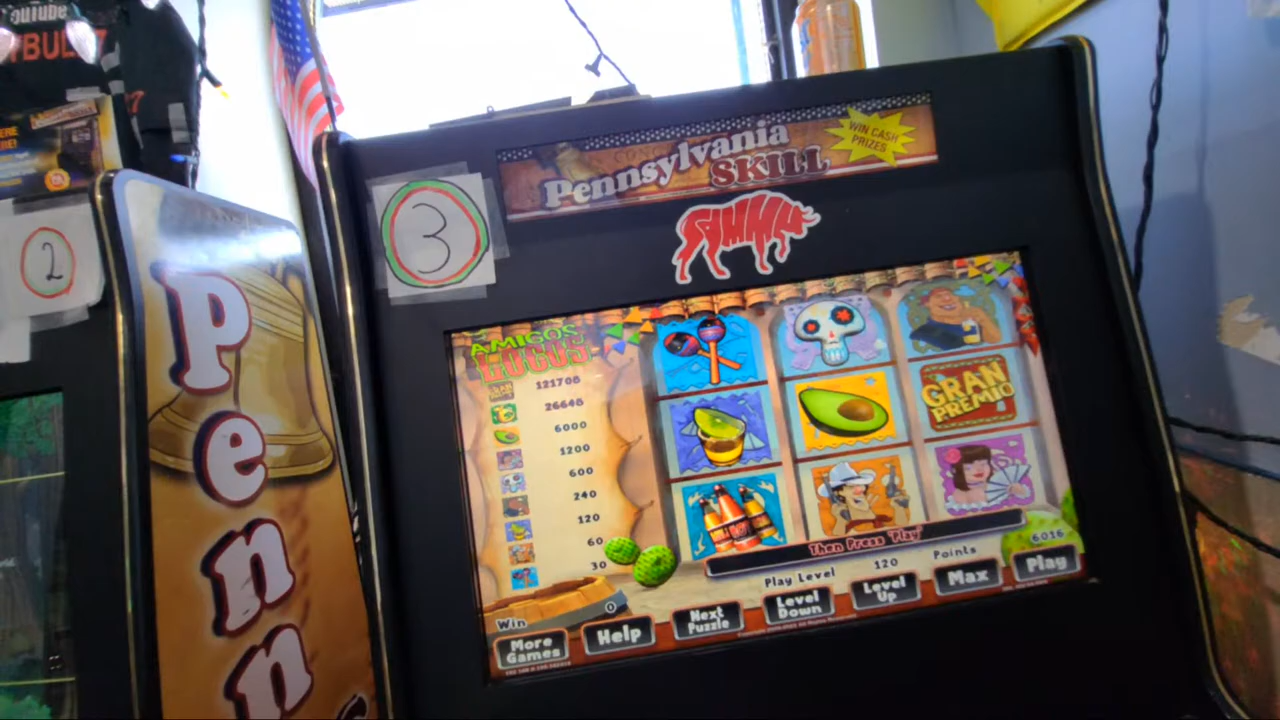 YouTube
2
Penn
3
Pennsylvania
SKILL
WIN CASH
PRIZES
SAMMY
AMIGOS
LOCOS
121708
26648
6000
1200
600
240
120
60
30
GRAN
PREMIO
Then Press 'Play'
Win
0
Play Level
120
Points
6016
More
Games
Help
Next
Puzzle
Level
Down
Level
Up
Max
Play